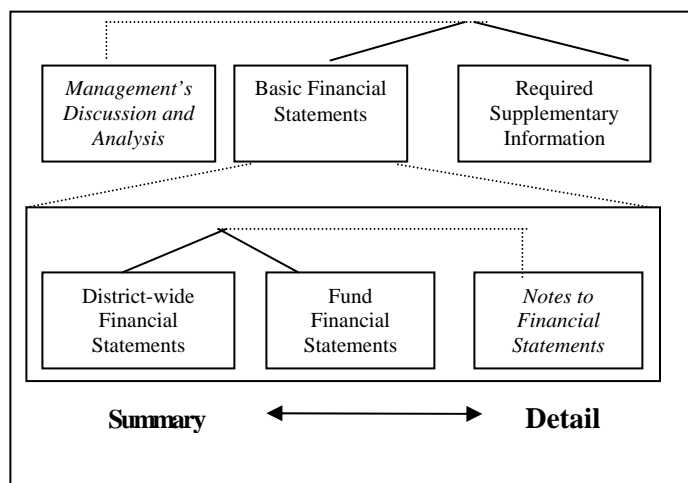 Management’s
Discussion and
Analysis
Basic Financial
Statements
Required
Supplementary
Information
District-wide
Financial
Statements
Fund
Financial
Statements
Notes to
Financial
Statements
Summary
Detail